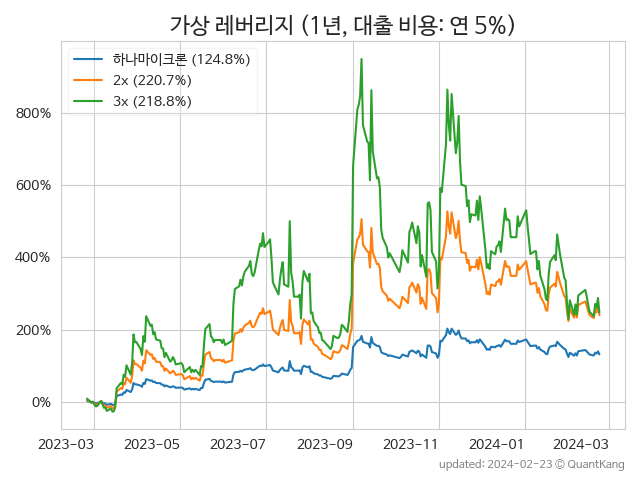 가상 레버리지 (1년, 대출 비용: 연 5%)
하나마이크론 (124.8%)
2x (220.7%)
3x (218.8%)
800%
600%
400%
200%
0%
2023-03 2023-05 2023-07 2023-09 2023-11 2024-01 2024-03
updated: 2024-02-23 © QuantKang